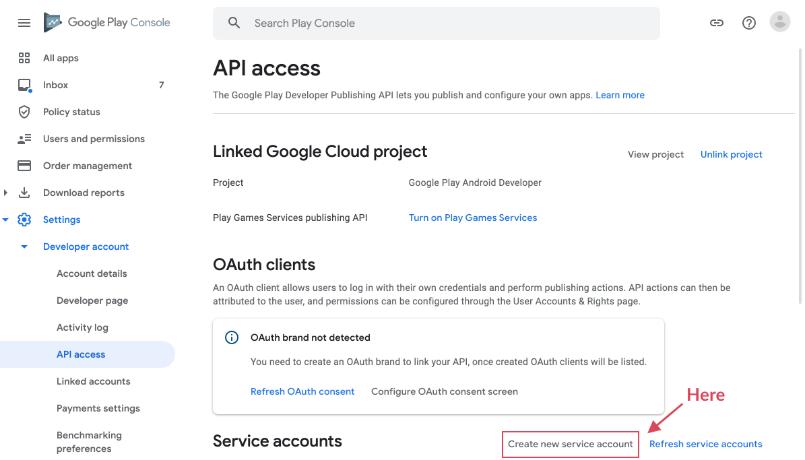 Google Play Console
Search Play Console
All apps
Inbox 7
Policy status
Users and permissions
Order management
Download reports
Settings
Developer account
Account details
Developer page
Activity log
API access
Linked accounts
Payments settings
Benchmarking
preferences
API access
The Google Play Developer Publishing API lets you publish and configure your own apps. Learn more
Linked Google Cloud project
View project Unlink project
Project Google Play Android Developer
Play Games Services publishing API Turn on Play Games Services
OAuth clients
An OAuth client allows users to log in with their own credentials and perform publishing actions. API actions can then be
attributed to the user, and permissions can be configured through the User Accounts & Rights page.
OAuth brand not detected
You need to create an OAuth brand to link your API, once created OAuth clients will be listed.
Refresh OAuth consent Configure OAuth consent screen
Here
Service accounts Create new service account Refresh service accounts